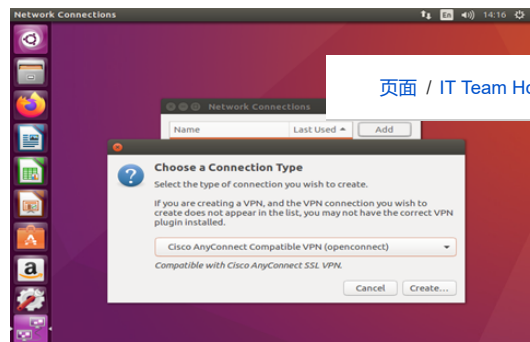 Network Connections
En 14:16
页面 / IT Team Ho
Network Connections
Name Last Used Add
Choose a Connection Type
Select the type of connection you wish to create.
If you are creating a VPN, and the VPN connection you wish to
create does not appear in the list, you may not have the correct VPN
plugin installed.
Cisco AnyConnect Compatible VPN (openconnect)
Compatible with Cisco AnyConnect SSL VPN.
Cancel Create...